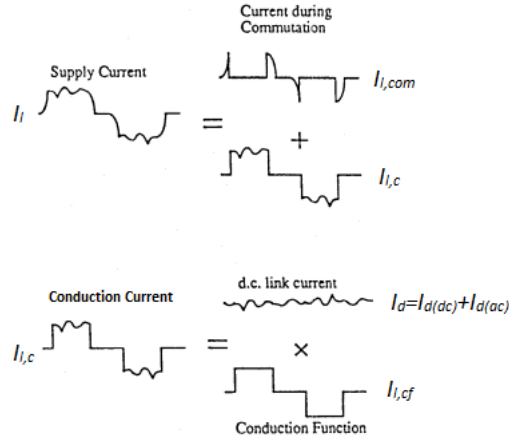 Current during
Commutation
Supply Current
I_l
=
I_l,com
+
I_l,c
Conduction Current
d.c. link current
I_d=I_d(dc)+I_d(ac)
I_l,c
=
×
I_l,cf
Conduction Function